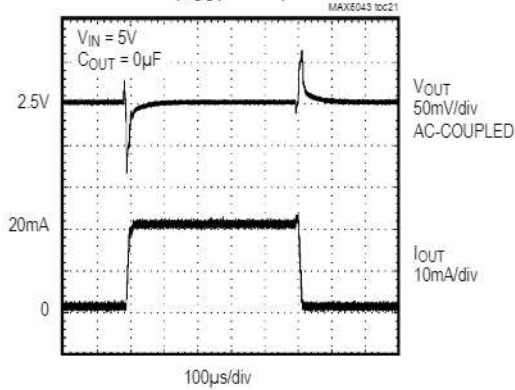 MAX6043 toc21
VIN = 5V
COUT = 0µF
2.5V
VOUT
50mV/div
AC-COUPLED
20mA
IOUT
10mA/div
0
100µs/div